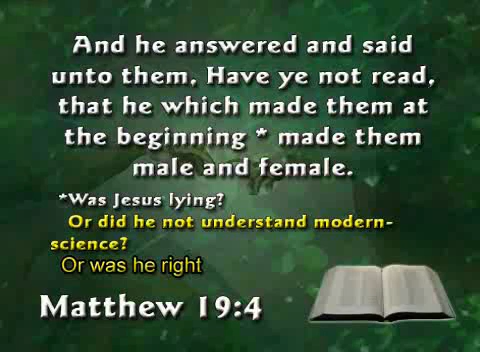 And he answered and said
unto them, Have ye not read,
that he which made them at
the beginning * made them
male and female.
*Was Jesus lying?
Or did he not understand modern-
science?
Or was he right
Matthew 19:4